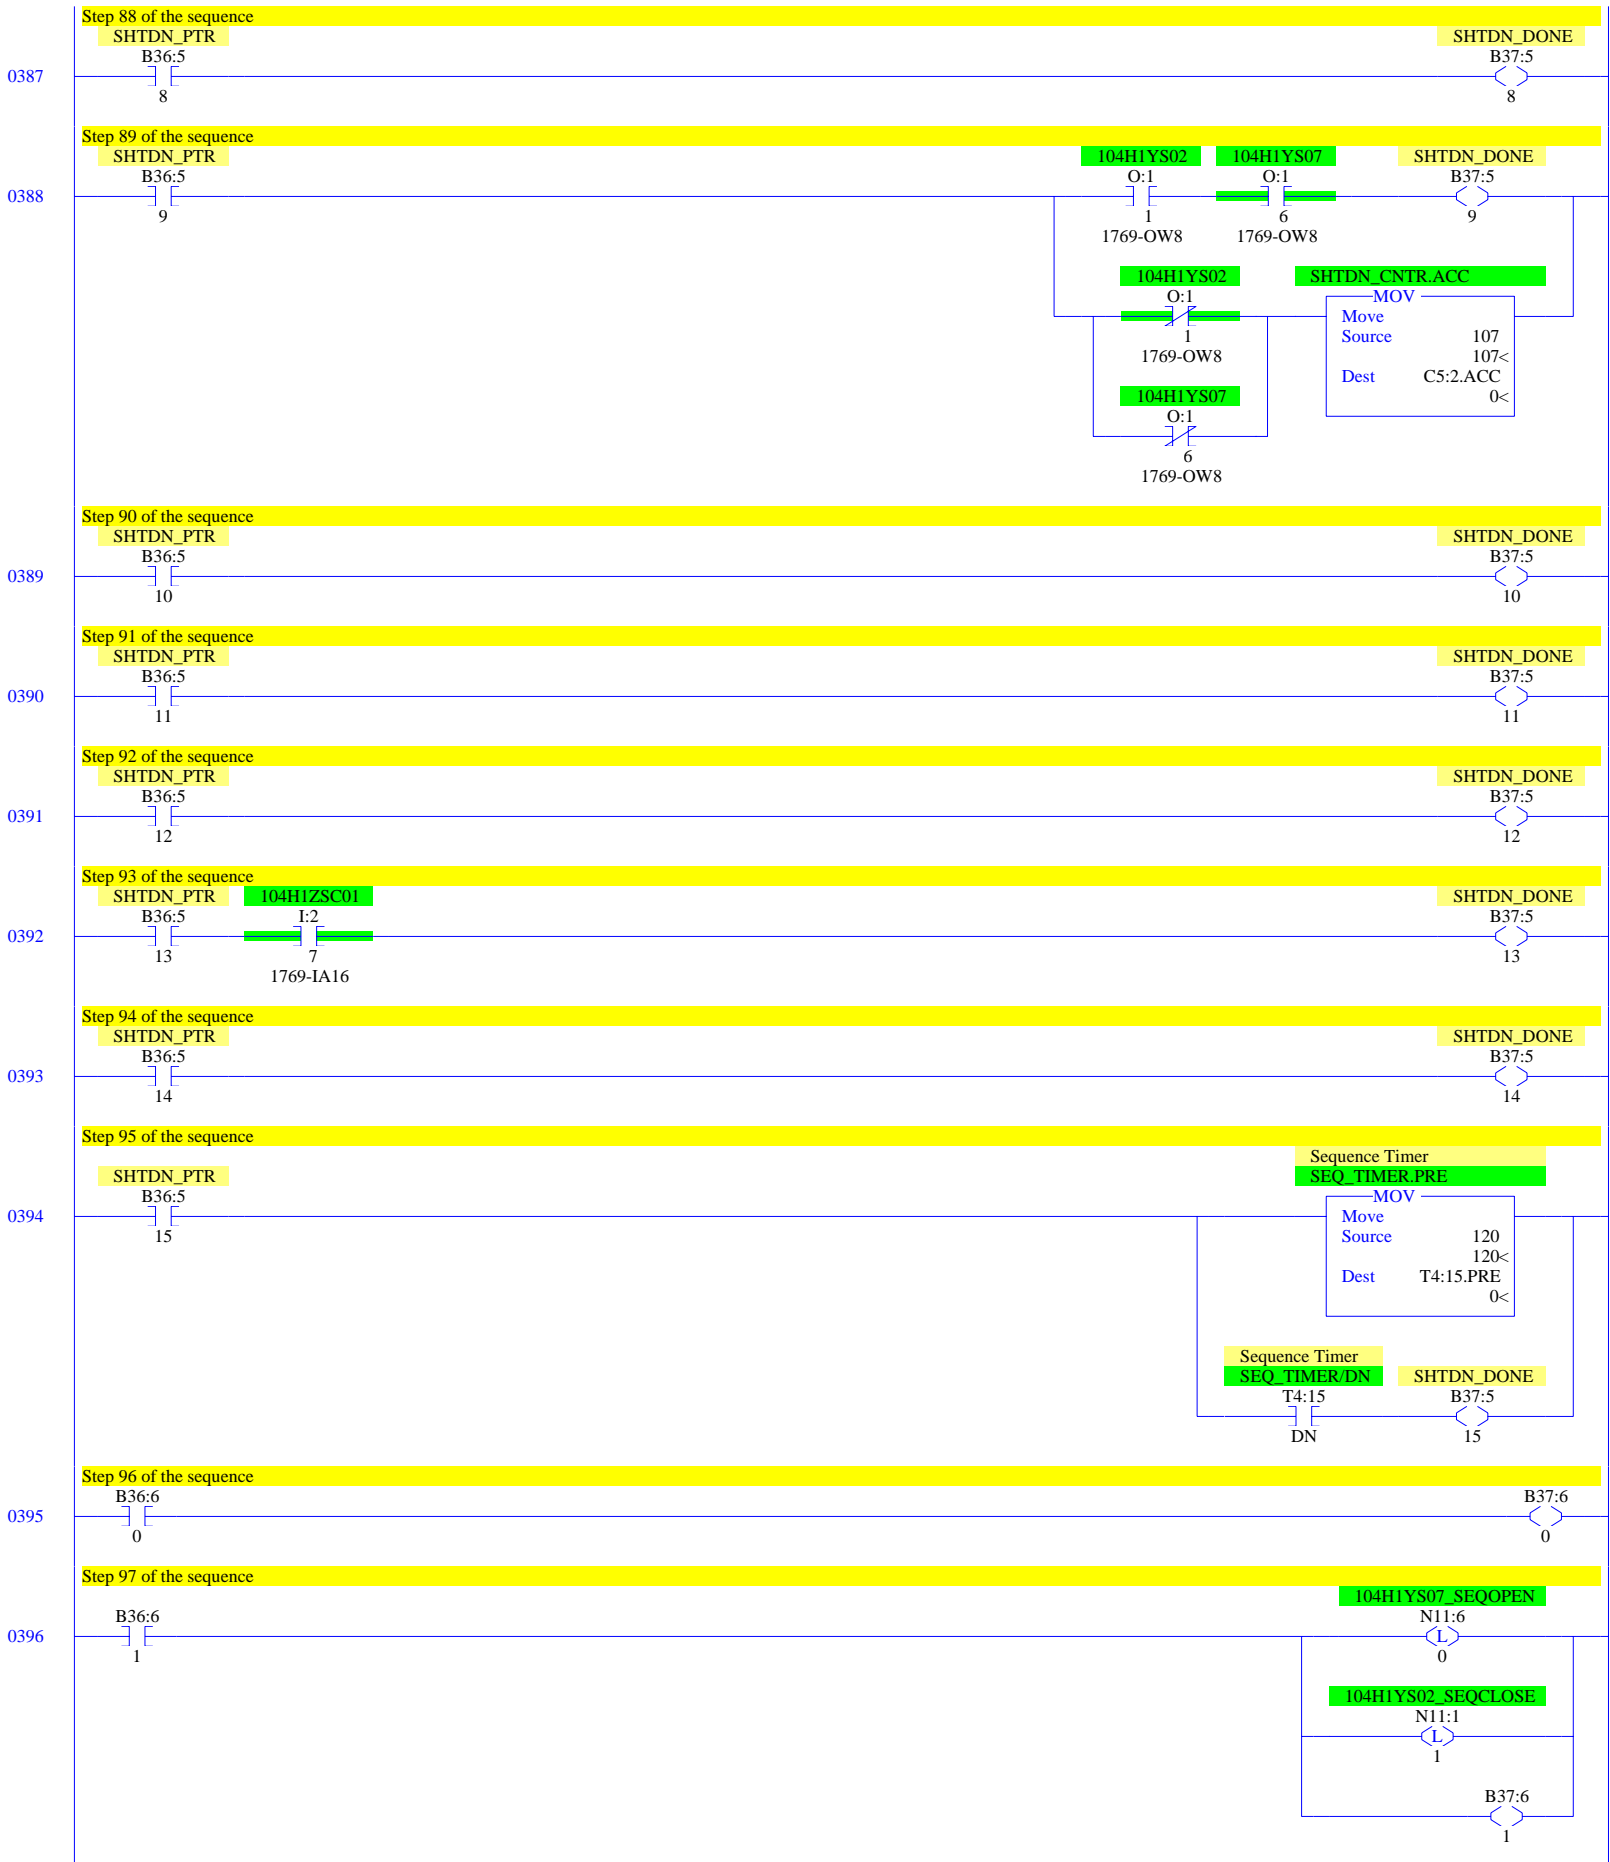 Step 88 of the sequence
SHTDN_PTR SHTDN_DONE
B36:5 B37:5
0387
8 8
Step 89 of the sequence
SHTDN_PTR 104H1YS02 104H1YS07 SHTDN_DONE
B36:5 O:1 O:1 B37:5
0388
9 1 6 9
1769-OW8 1769-OW8
104H1YS02 SHTDN_CNTR.ACC
O:1 MOV
Move
1 Source 107
1769-OW8 107<
Dest C5:2.ACC
104H1YS07 0<
O:1
6
1769-OW8
Step 90 of the sequence
SHTDN_PTR SHTDN_DONE
B36:5 B37:5
0389
10 10
Step 91 of the sequence
SHTDN_PTR SHTDN_DONE
B36:5 B37:5
0390
11 11
Step 92 of the sequence
SHTDN_PTR SHTDN_DONE
B36:5 B37:5
0391
12 12
Step 93 of the sequence
SHTDN_PTR 104H1ZSC01 SHTDN_DONE
B36:5 I:2 B37:5
0392
13 7 13
1769-IA16
Step 94 of the sequence
SHTDN_PTR SHTDN_DONE
B36:5 B37:5
0393
14 14
Step 95 of the sequence
Sequence Timer
SHTDN_PTR SEQ_TIMER.PRE
B36:5 MOV
0394 Move
15 Source 120
120<
Dest T4:15.PRE
0<
Sequence Timer
SEQ_TIMER/DN SHTDN_DONE
T4:15 B37:5
DN 15
Step 96 of the sequence
B36:6 B37:6
0395
0 0
Step 97 of the sequence
104H1YS07_SEQOPEN
B36:6 N11:6
0396 L
1 0
104H1YS02_SEQCLOSE
N11:1
L
1
B37:6
1